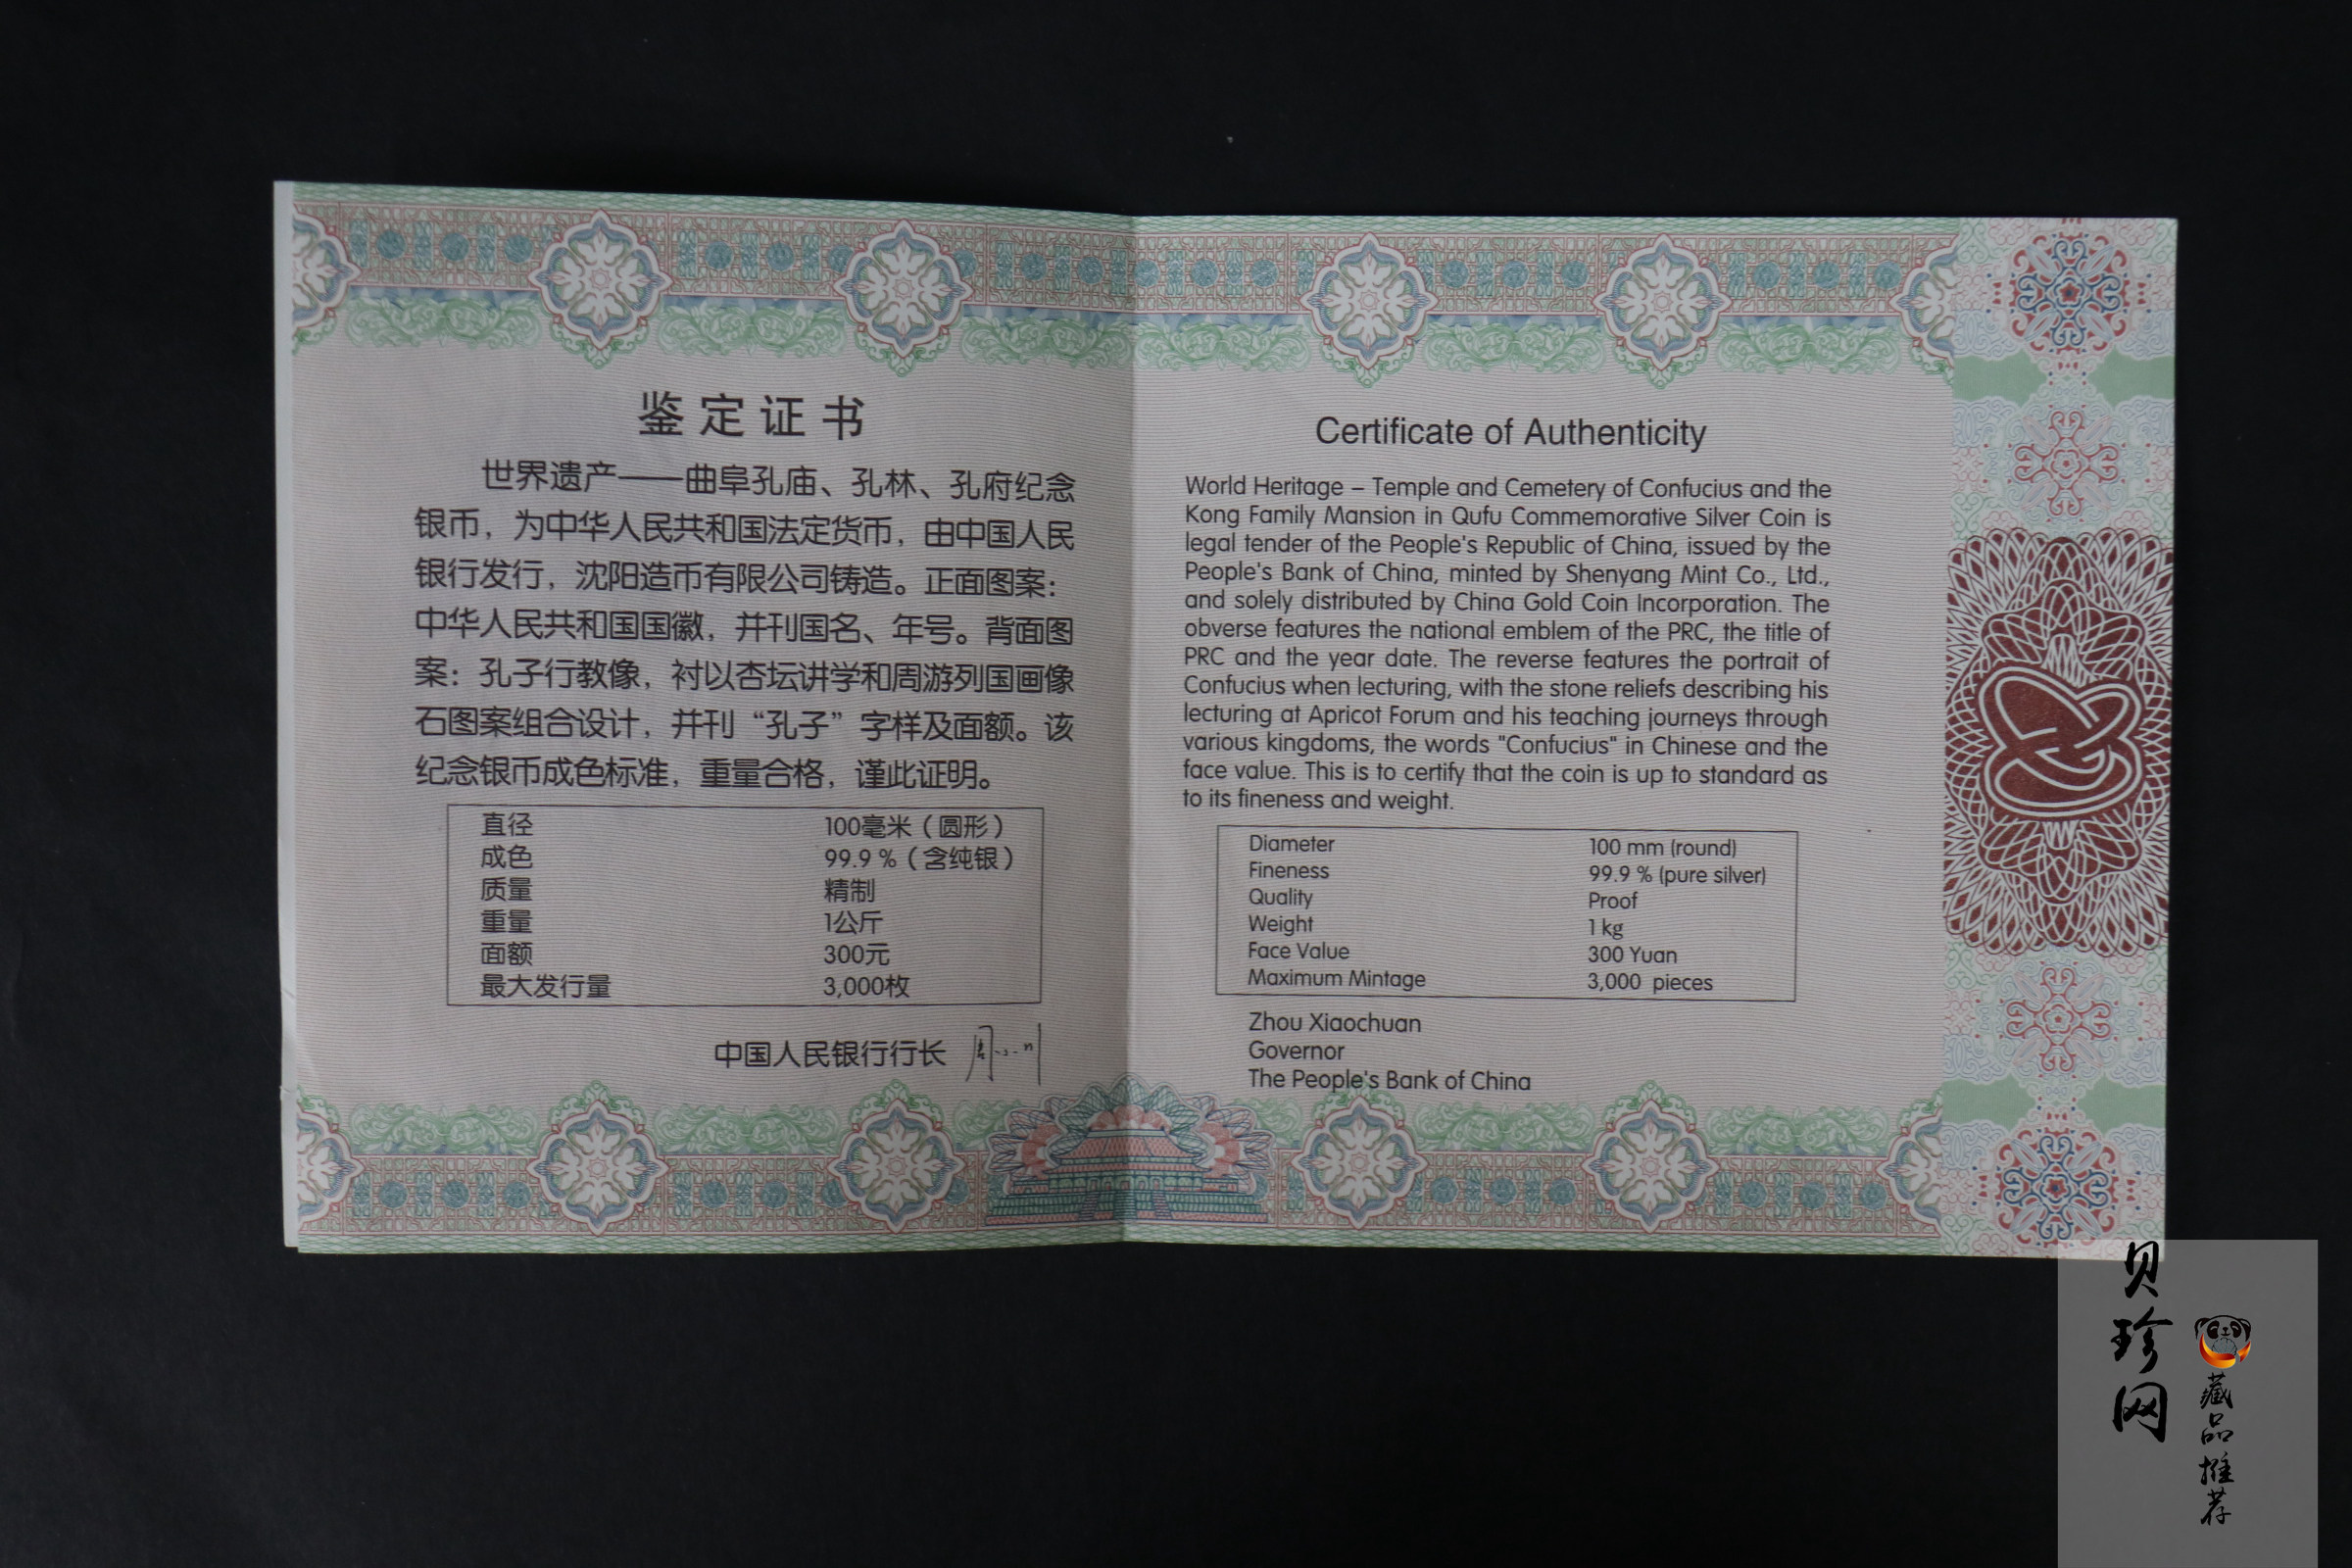 鉴定证书
世界遗产——曲阜孔庙、孔林、孔府纪念
银币，为中华人民共和国法定货币，由中国人民
银行发行，沈阳造币有限公司铸造。正面图案：
中华人民共和国国徽，并刊国名、年号。背面图
案：孔子行教像，衬以杏坛讲学和周游列国画像
石图案组合设计，并刊“孔子”字样及面额。该
纪念银币成色标准，重量合格，谨此证明。
直径 100毫米（圆形）
成色 99.9 %（含纯银）
质量 精制
重量 1公斤
面额 300元
最大发行量 3,000枚
中国人民银行行长 周小川
Certificate of Authenticity
World Heritage – Temple and Cemetery of Confucius and the
Kong Family Mansion in Qufu Commemorative Silver Coin is
legal tender of the People's Republic of China, issued by the
People's Bank of China, minted by Shenyang Mint Co., Ltd.,
and solely distributed by China Gold Coin Incorporation. The
obverse features the national emblem of the PRC, the title of
PRC and the year date. The reverse features the portrait of
Confucius when lecturing, with the stone reliefs describing his
lecturing at Apricot Forum and his teaching journeys through
various kingdoms, the words "Confucius" in Chinese and the
face value. This is to certify that the coin is up to standard as
to its fineness and weight.
Diameter 100 mm (round)
Fineness 99.9 % (pure silver)
Quality Proof
Weight 1 kg
Face Value 300 Yuan
Maximum Mintage 3,000 pieces
Zhou Xiaochuan
Governor
The People's Bank of China
贝珍网
藏品推荐